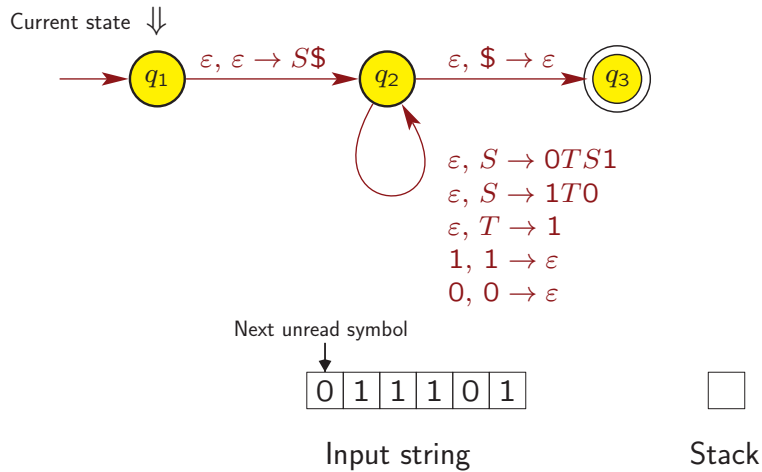 Current state ⇓
q₁ ε, ε → S$ q₂ ε, $ → ε q₃
ε, S → 0TS1
ε, S → 1T0
ε, T → 1
1, 1 → ε
0, 0 → ε
Next unread symbol
0 1 1 1 0 1
Input string Stack